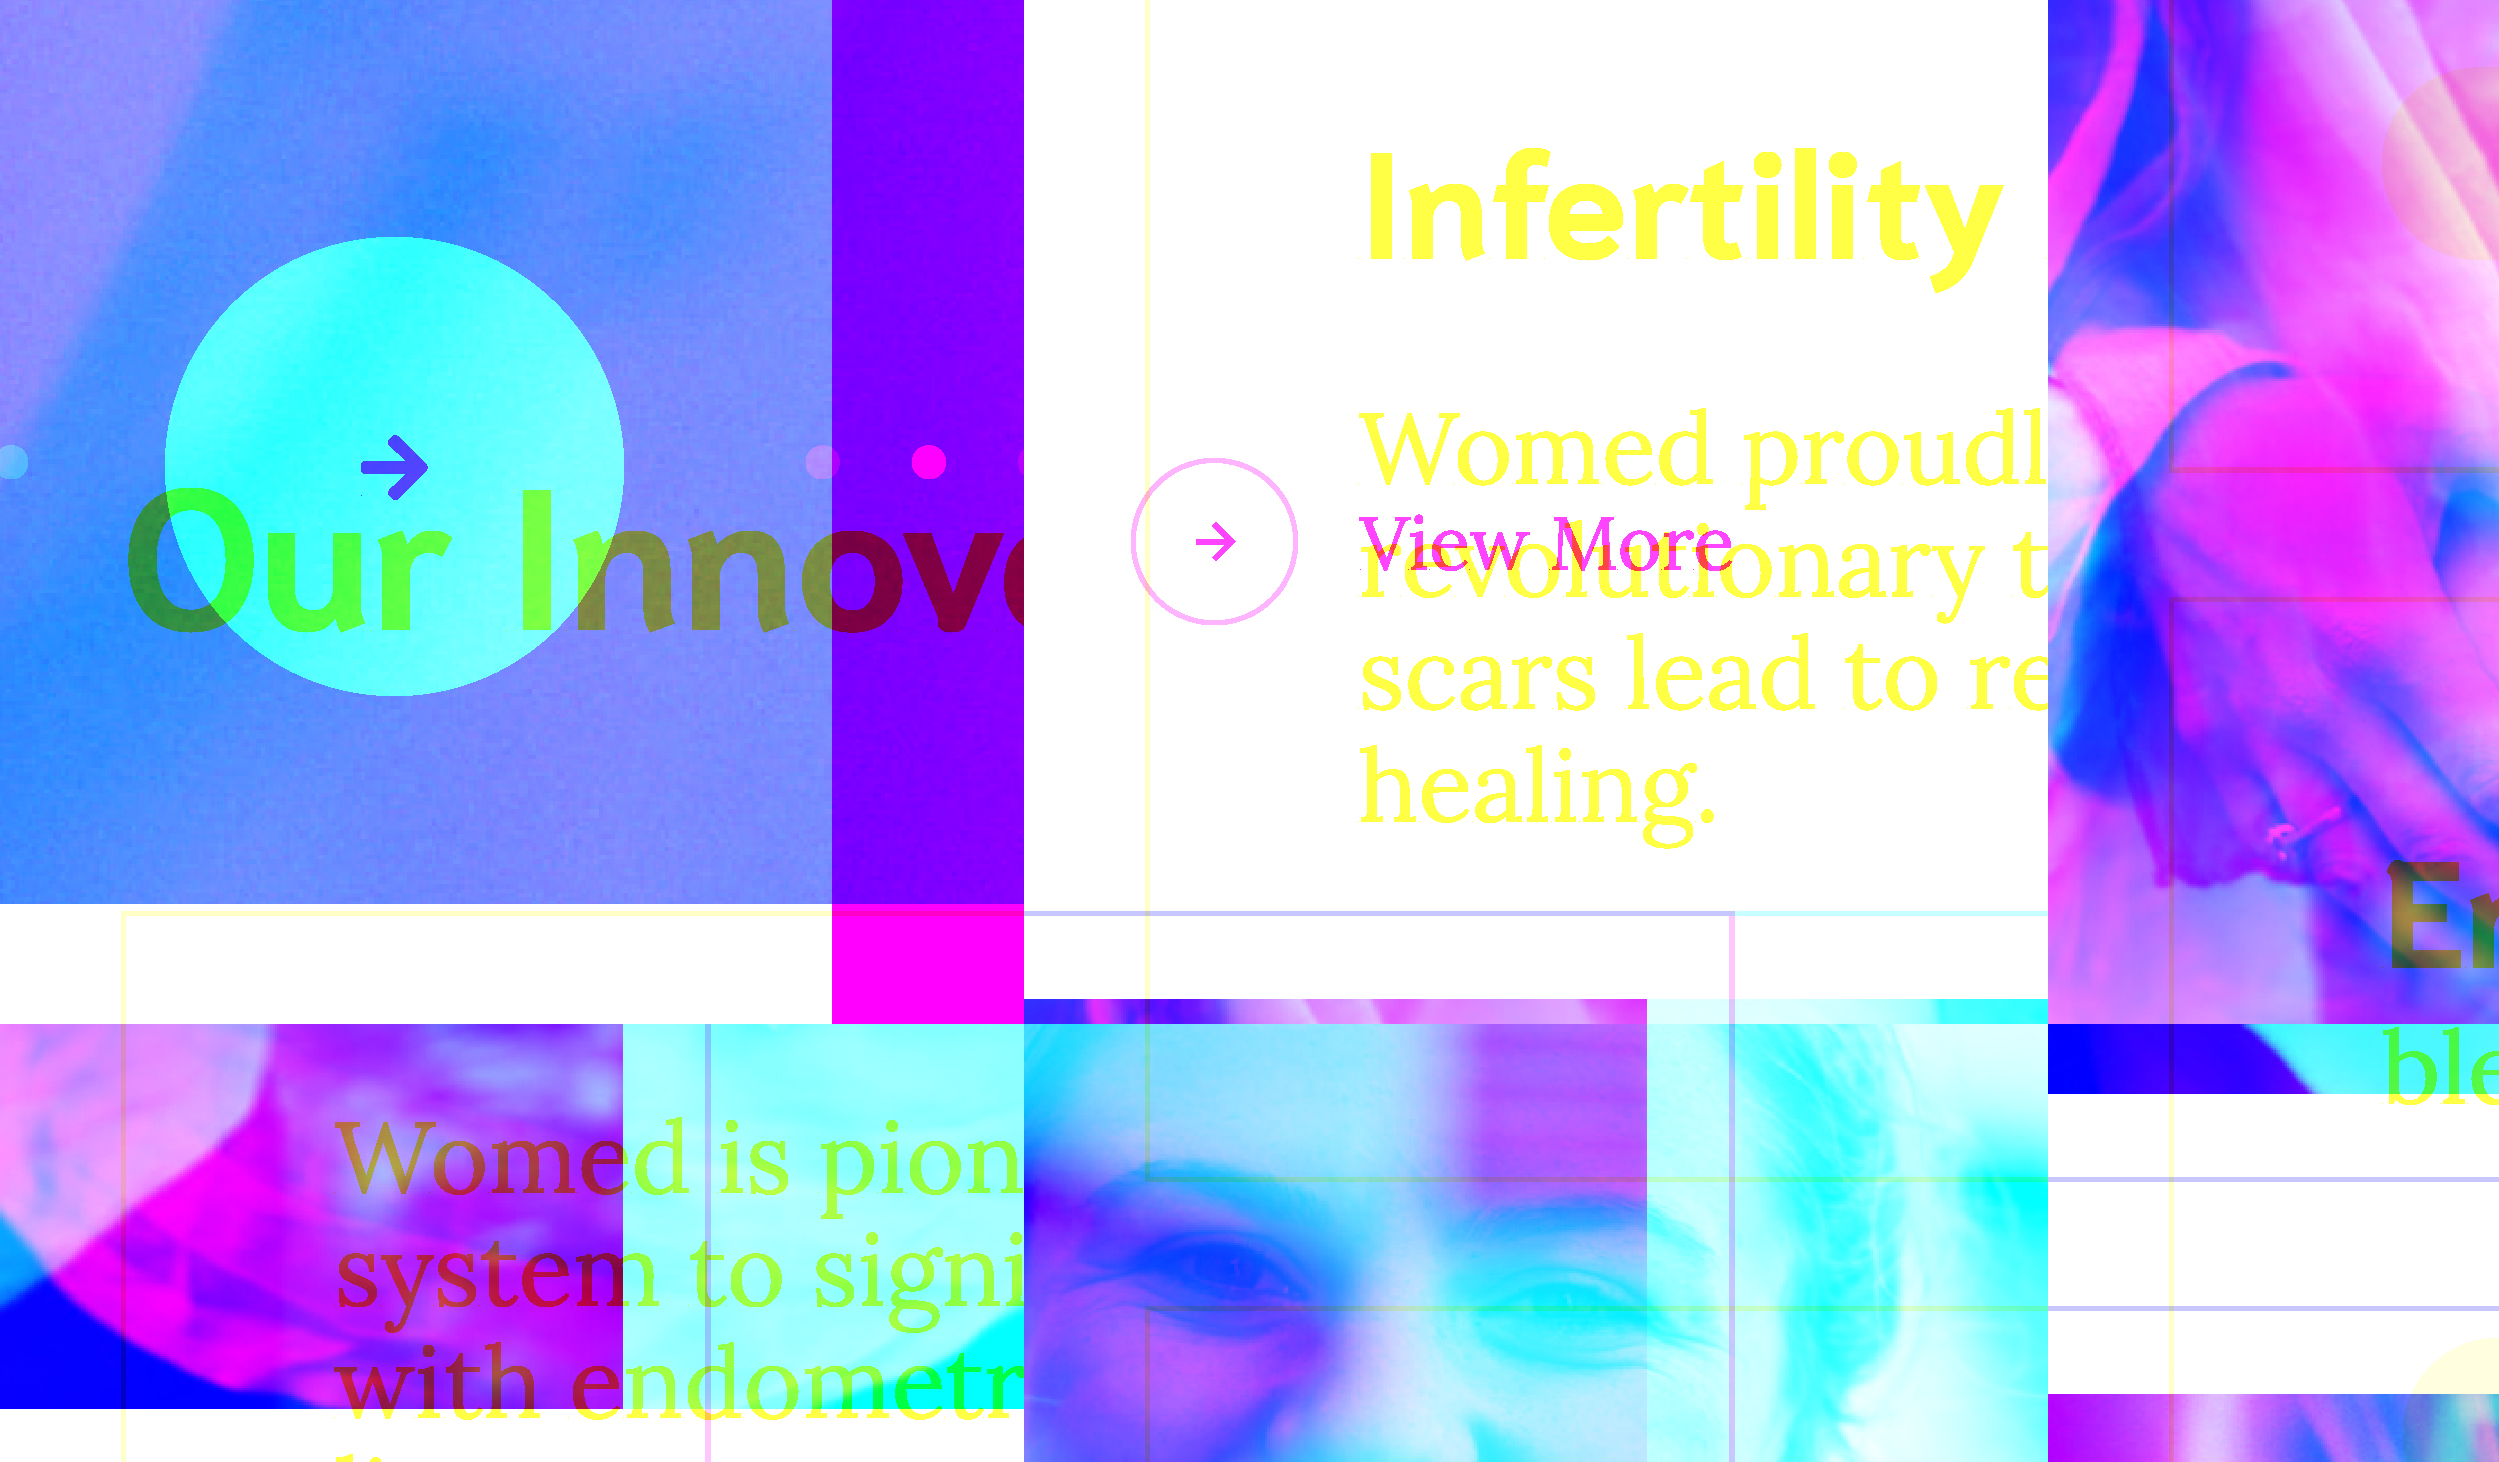 Our Innov
Infertility
Womed proudl
View More
revolutionary t
scars lead to re
healing.
Womed is pion
system to signi
with endometr
En
ble